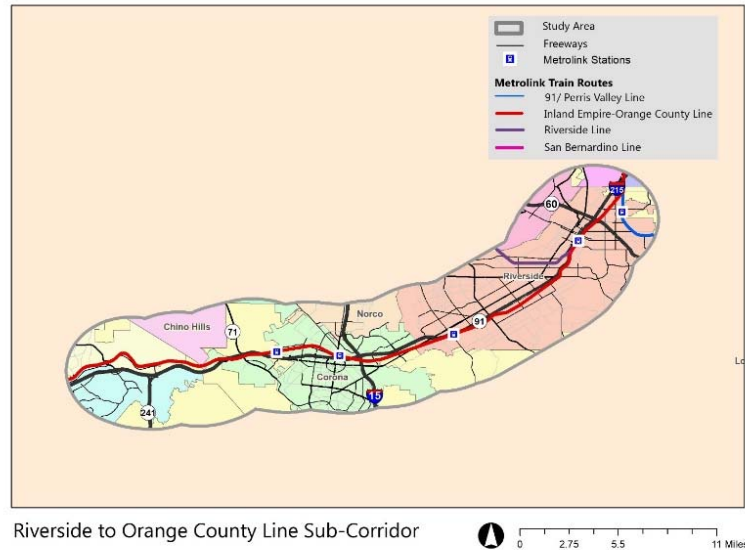 Study Area
Freeways
Metrolink Stations
Metrolink Train Routes
91/ Perris Valley Line
Inland Empire-Orange County Line
Riverside Line
San Bernardino Line
215
60
Riverside
Norco
Chino Hills
71
91
Corona
Lo
15
241
Riverside to Orange County Line Sub-Corridor
0 2.75 5.5 11 Miles